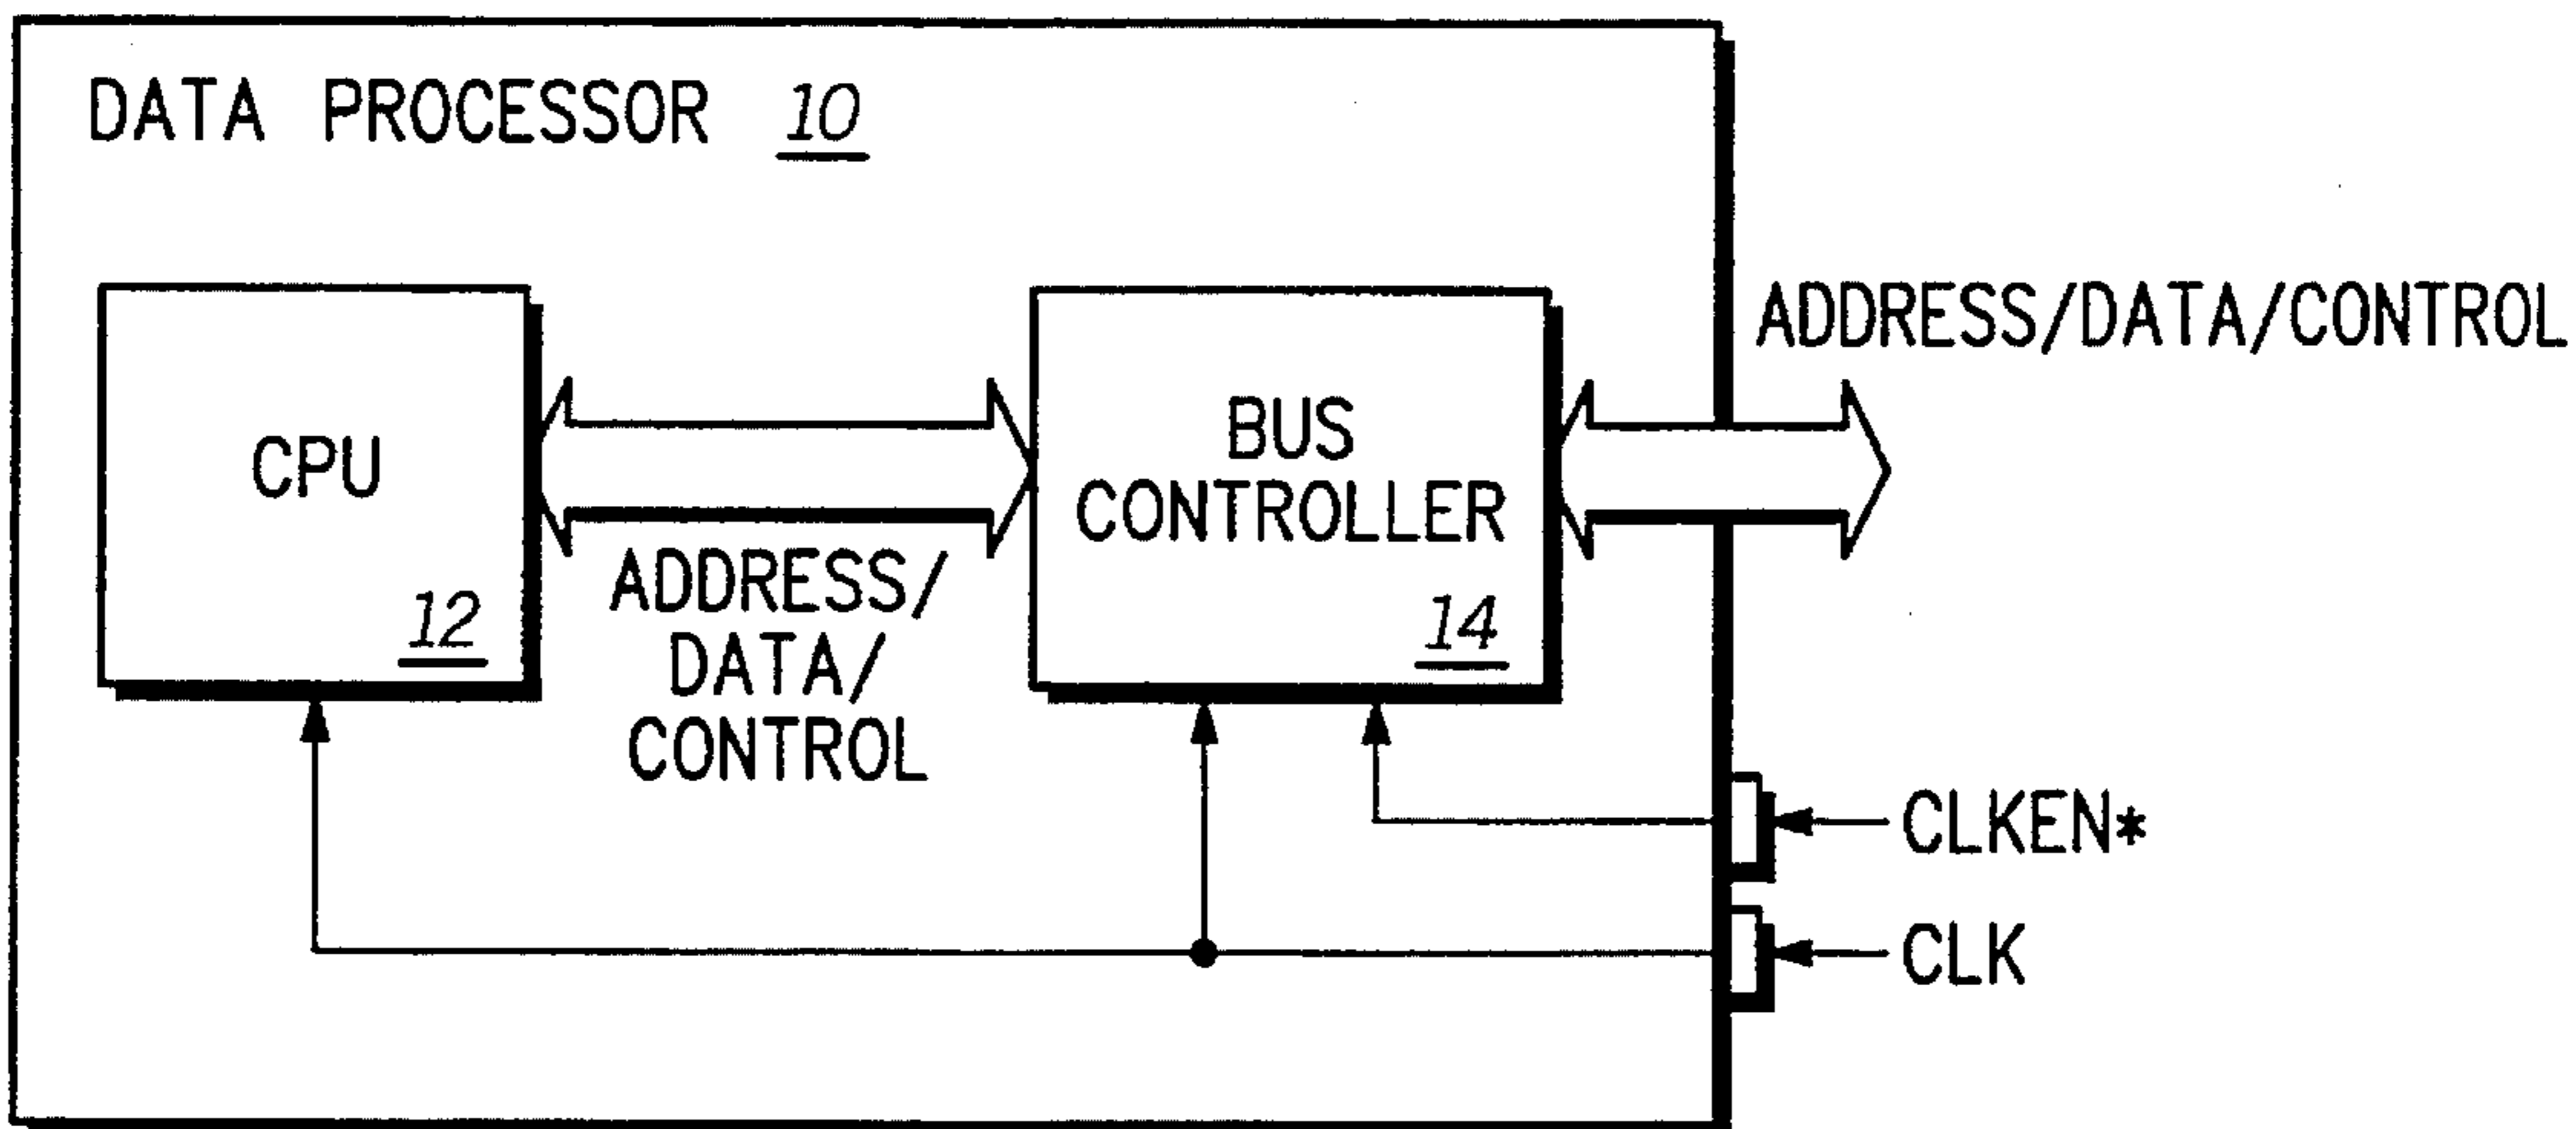 DATA PROCESSOR 10
ADDRESS/DATA/CONTROL
CPU
12
ADDRESS/
DATA/
CONTROL
BUS
CONTROLLER
14
CLKEN*
CLK